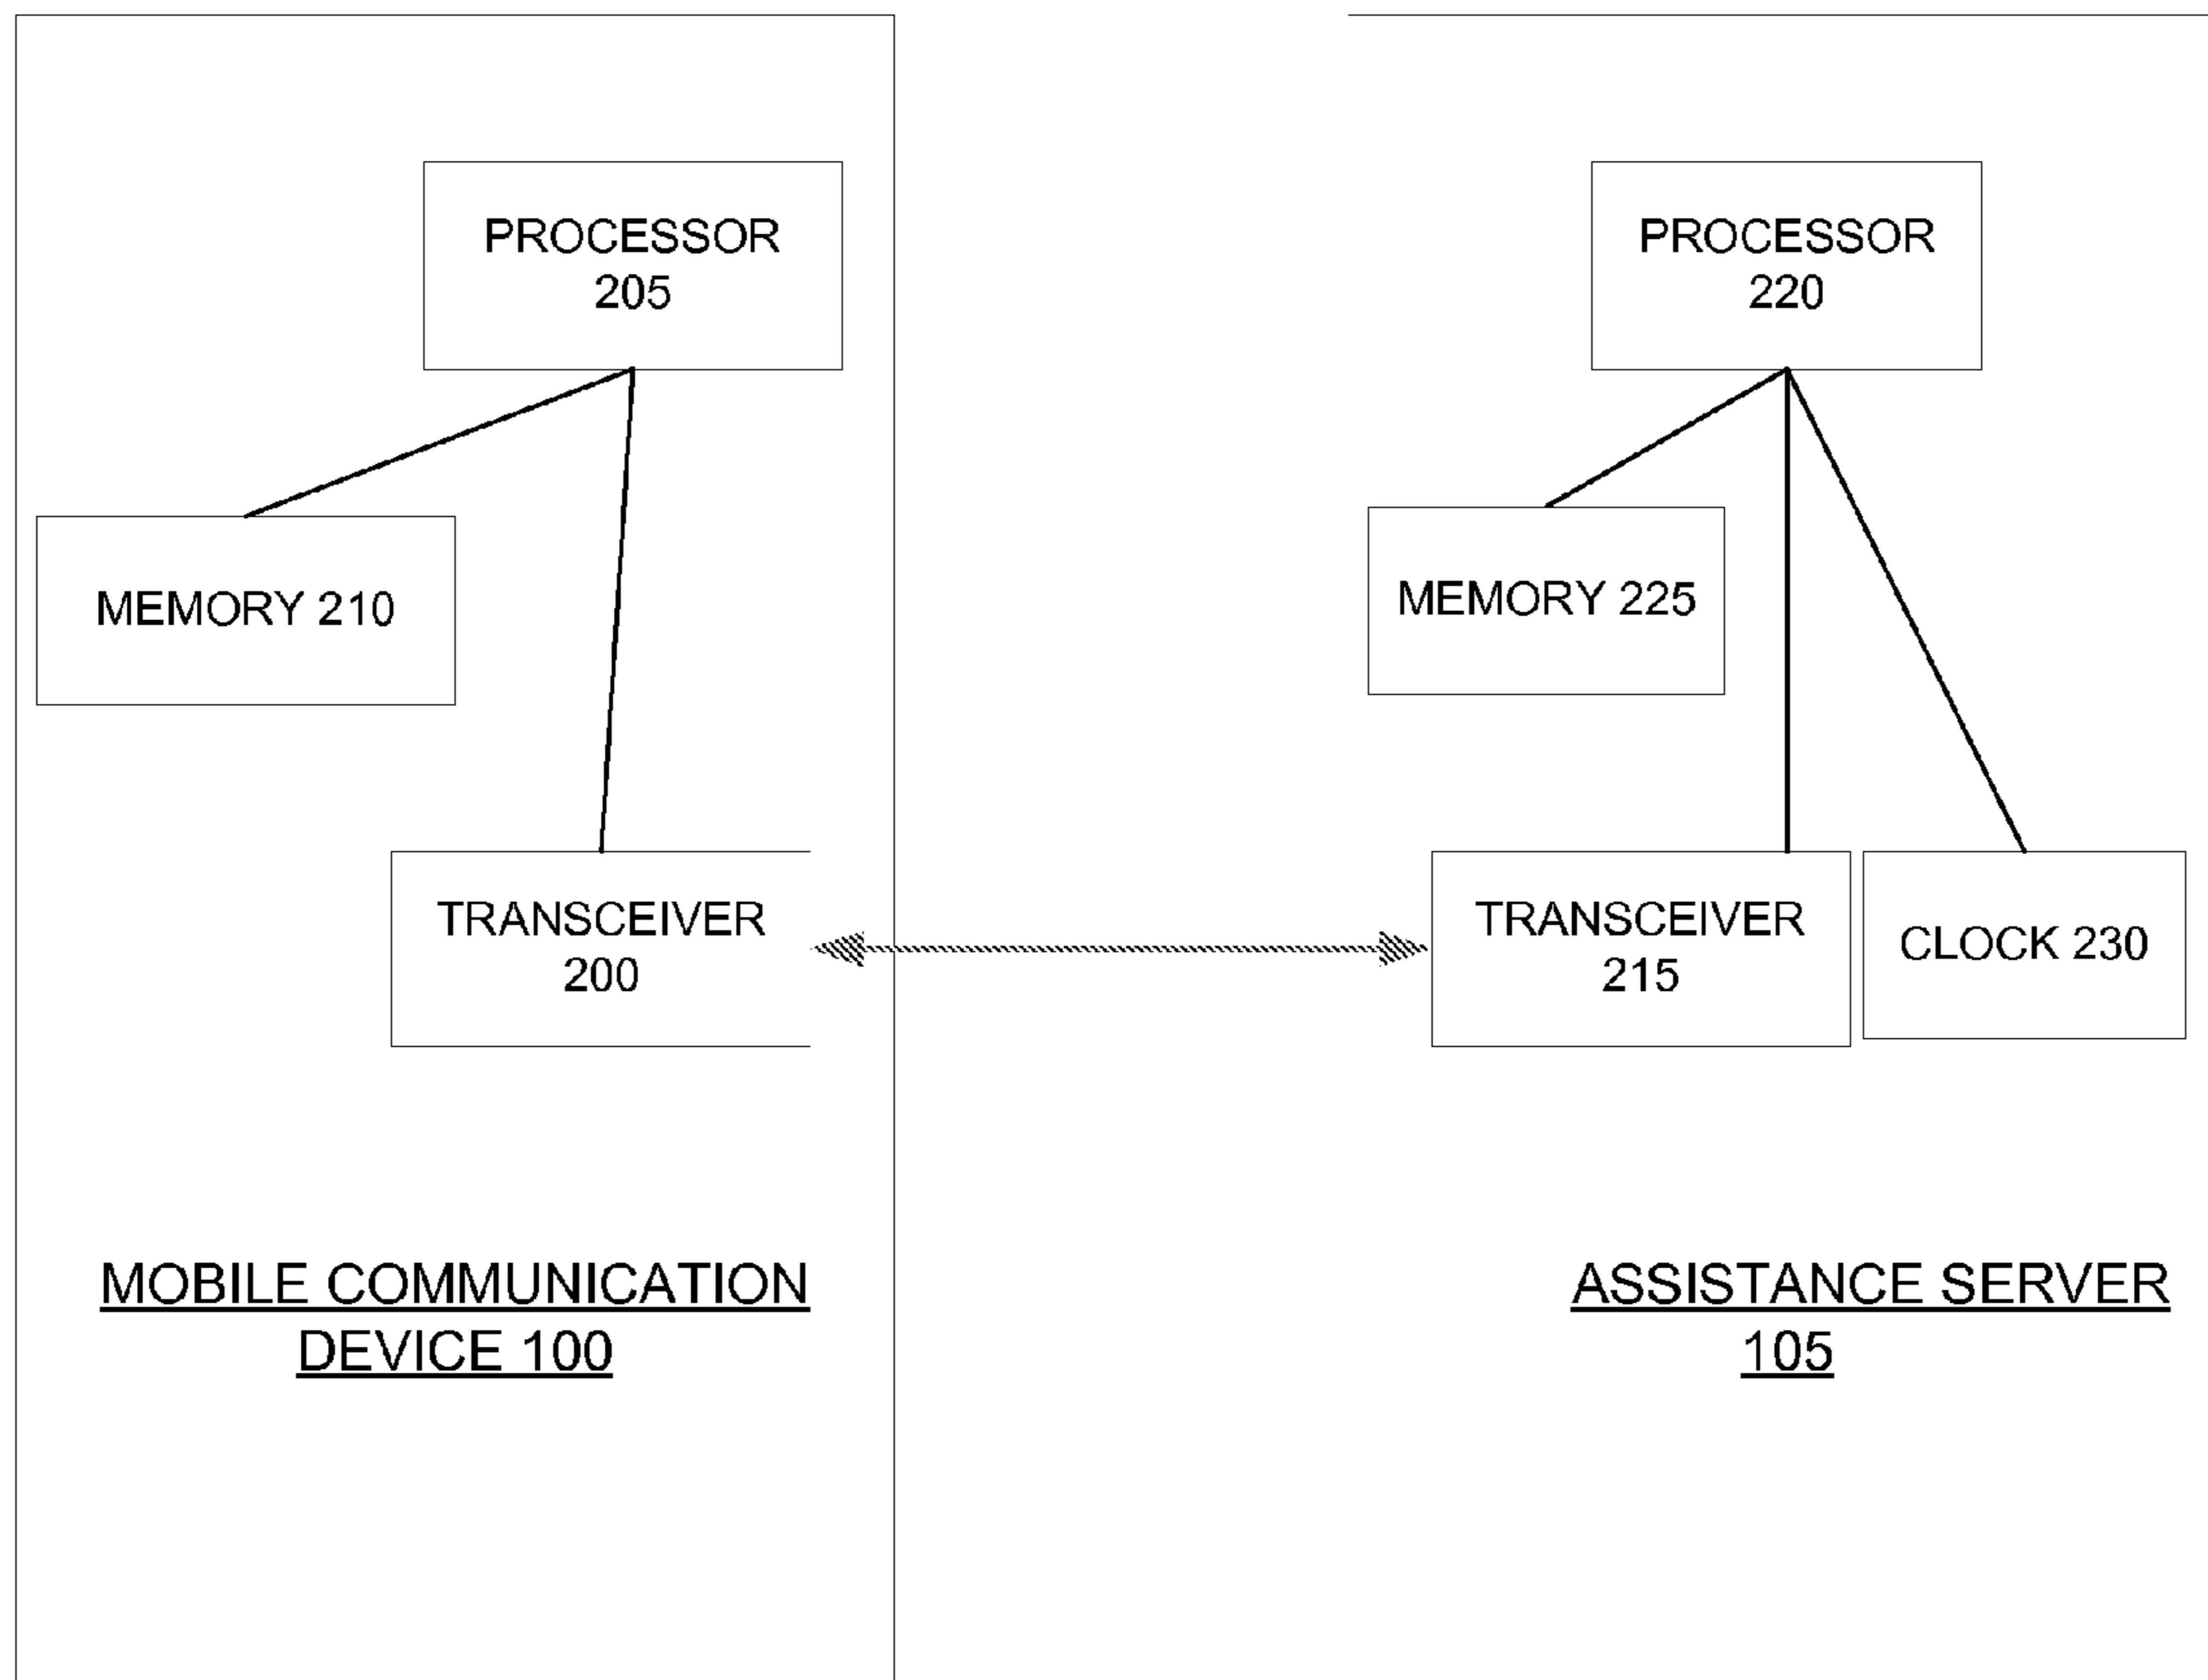 PROCESSOR
205
MEMORY 210
TRANSCEIVER
200
MOBILE COMMUNICATION
DEVICE 100
PROCESSOR
220
MEMORY 225
TRANSCEIVER
215
CLOCK 230
ASSISTANCE SERVER
105